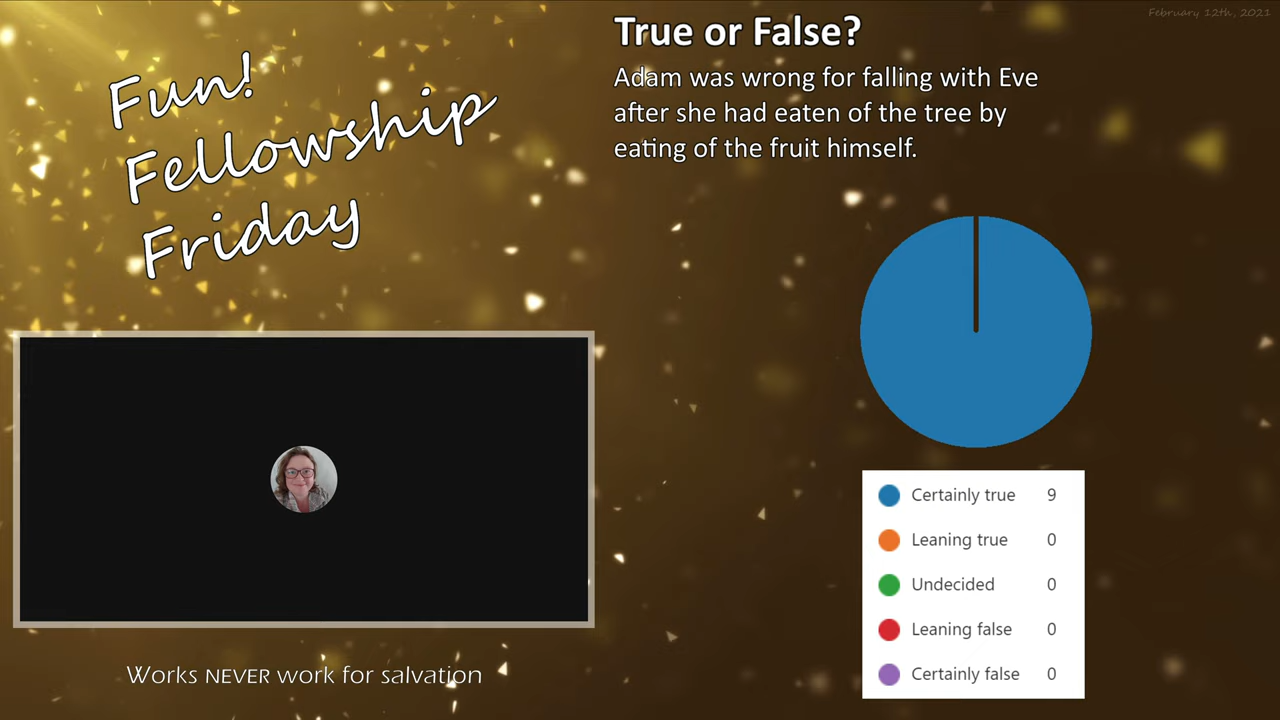 February 12th, 2021
Fun!
Fellowship
Friday
True or False?
Adam was wrong for falling with Eve
after she had eaten of the tree by
eating of the fruit himself.
Certainly true 9
Leaning true 0
Undecided 0
Leaning false 0
Certainly false 0
Works NEVER work for salvation